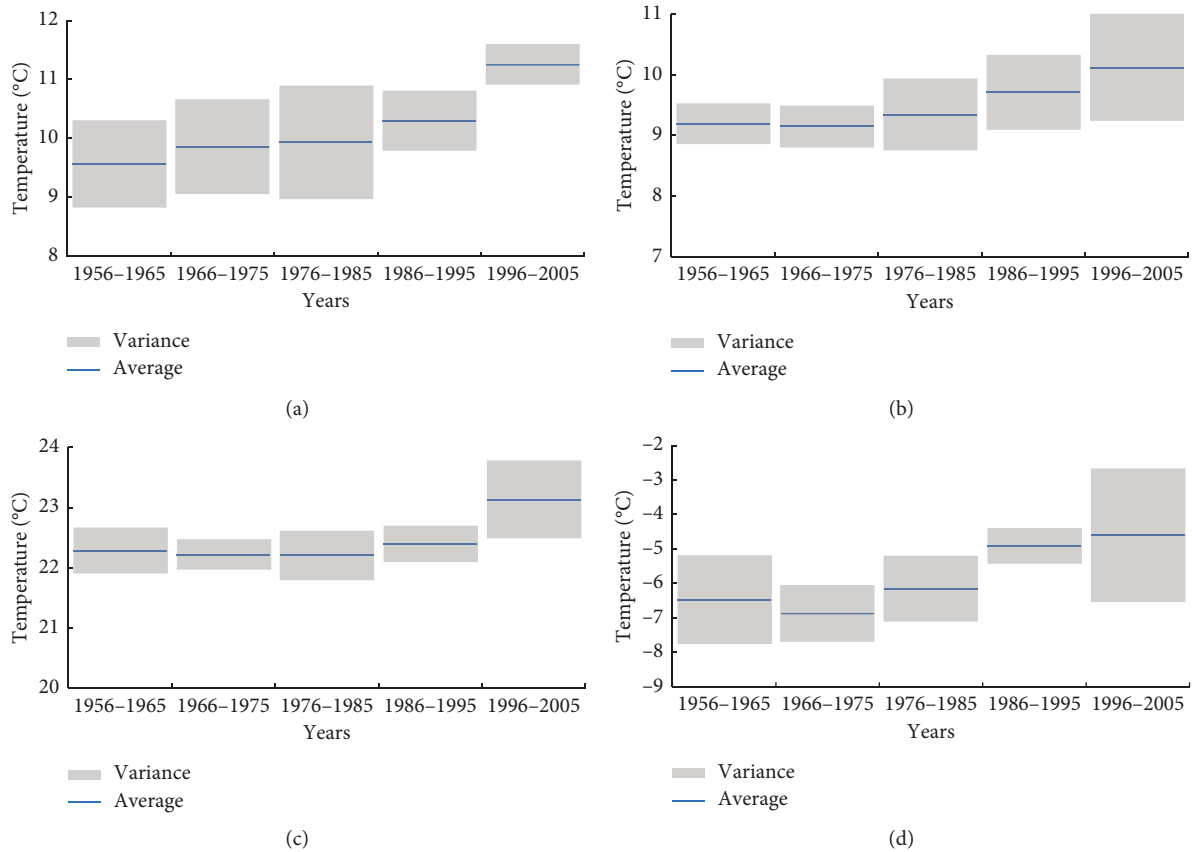 12
11
10
9
8
Temperature (°C)
1956–1965 1966–1975 1976–1985 1986–1995 1996–2005
Years
Variance
Average
(a)
11
10
9
8
7
Temperature (°C)
1956–1965 1966–1975 1976–1985 1986–1995 1996–2005
Years
Variance
Average
(b)
24
23
22
21
20
Temperature (°C)
1956–1965 1966–1975 1976–1985 1986–1995 1996–2005
Years
Variance
Average
(c)
–2
–3
–4
–5
–6
–7
–8
–9
Temperature (°C)
1956–1965 1966–1975 1976–1985 1986–1995 1996–2005
Years
Variance
Average
(d)